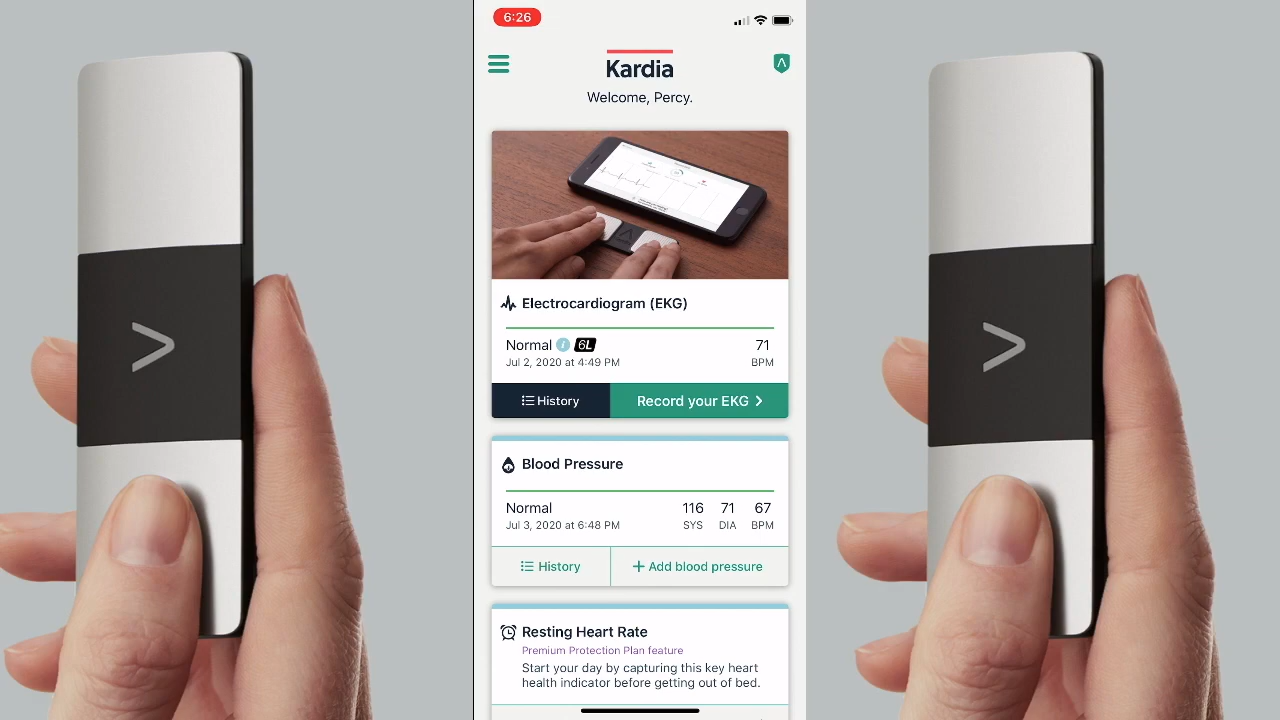 6:26
Kardia
Welcome, Percy.
Electrocardiogram (EKG)
Normal i 6L 71
Jul 2, 2020 at 4:49 PM BPM
History Record your EKG
Blood Pressure
Normal 116 71 67
Jul 3, 2020 at 6:48 PM SYS DIA BPM
History + Add blood pressure
Resting Heart Rate
Premium Protection Plan feature
Start your day by capturing this key heart
health indicator before getting out of bed.